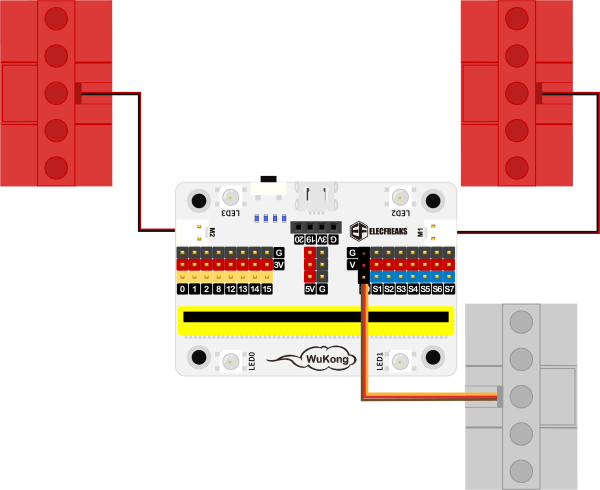 LED3
LED2
M2
G 3V 19 20
ELECFREAKS
M1
G
G
3V
V
0 1 2 8 12 13 14 15
5V G
S1 S2 S3 S4 S5 S6 S7
LED0
WuKong
LED1